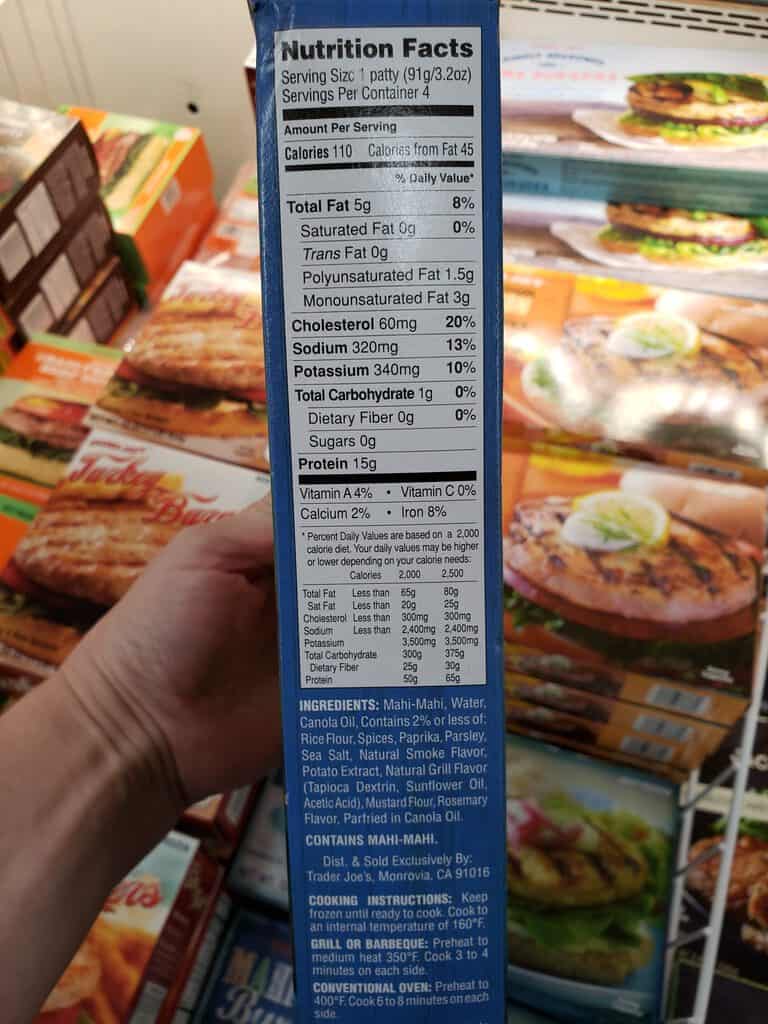 Nutrition Facts
Serving Size 1 patty (91g/3.2oz)
Servings Per Container 4
Amount Per Serving
Calories 110 Calories from Fat 45
% Daily Value*
Total Fat 5g 8%
Saturated Fat 0g 0%
Trans Fat 0g
Polyunsaturated Fat 1.5g
Monounsaturated Fat 3g
Cholesterol 60mg 20%
Sodium 320mg 13%
Potassium 340mg 10%
Total Carbohydrate 1g 0%
Dietary Fiber 0g 0%
Sugars 0g
Protein 15g
Vitamin A 4% • Vitamin C 0%
Calcium 2% • Iron 8%
* Percent Daily Values are based on a 2,000
calorie diet. Your daily values may be higher
or lower depending on your calorie needs:
Calories 2,000 2,500
Total Fat Less than 65g 80g
Sat Fat Less than 20g 25g
Cholesterol Less than 300mg 300mg
Sodium Less than 2,400mg 2,400mg
Potassium 3,500mg 3,500mg
Total Carbohydrate 300g 375g
Dietary Fiber 25g 30g
Protein 50g 65g
INGREDIENTS: Mahi-Mahi, Water,
Canola Oil, Contains 2% or less of:
Rice Flour, Spices, Paprika, Parsley,
Sea Salt, Natural Smoke Flavor,
Potato Extract, Natural Grill Flavor
(Tapioca Dextrin, Sunflower Oil,
Acetic Acid), Mustard Flour, Rosemary
Flavor, Parfried in Canola Oil.
CONTAINS MAHI-MAHI.
Dist. & Sold Exclusively By:
Trader Joe's, Monrovia, CA 91016
COOKING INSTRUCTIONS: Keep
frozen until ready to cook. Cook to
an internal temperature of 160°F.
GRILL OR BARBEQUE: Preheat to
medium heat 350°F. Cook 3 to 4
minutes on each side.
CONVENTIONAL OVEN: Preheat to
400°F. Cook 6 to 8 minutes on each
side.
Turkey